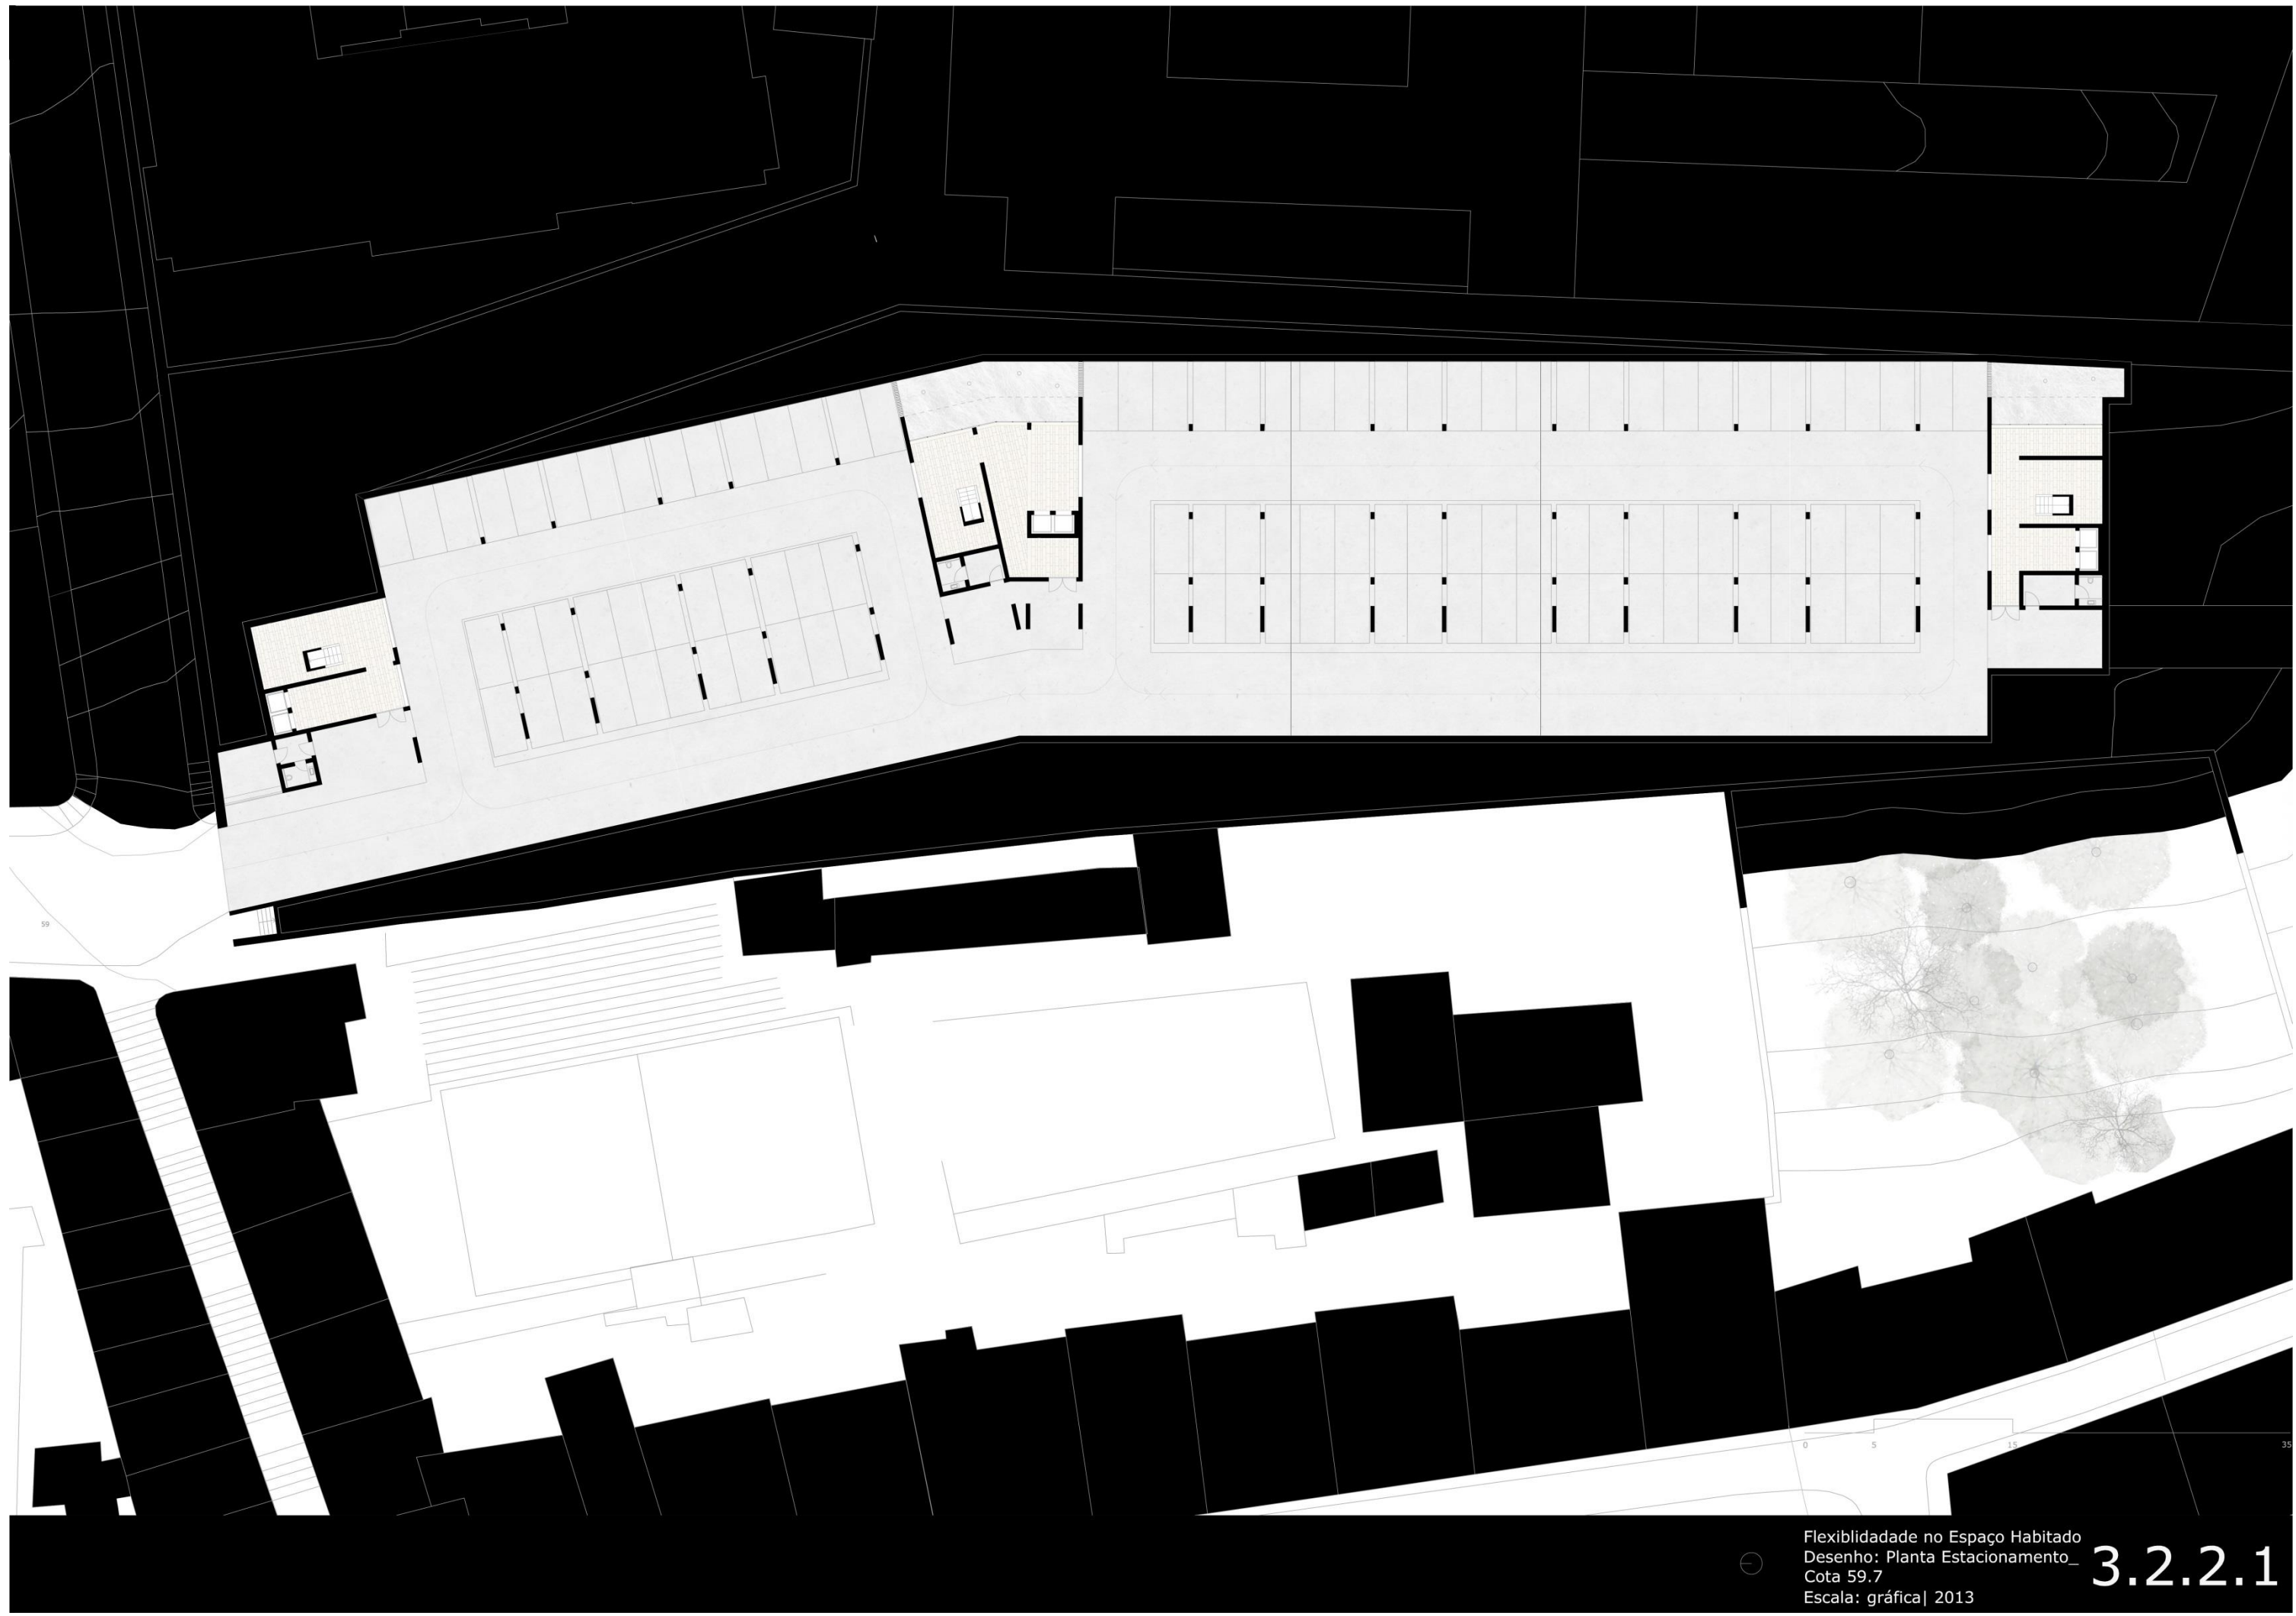 59
0 5 15 35
Flexiblidadade no Espaço Habitado
Desenho: Planta Estacionamento_
Cota 59.7
Escala: gráfica| 2013
3.2.2.1